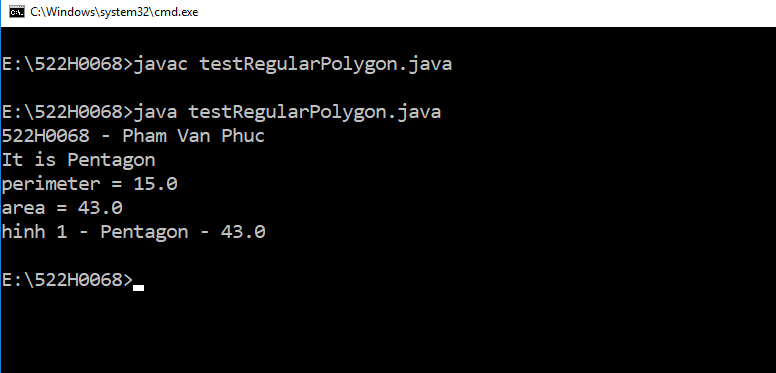 C:\Windows\system32\cmd.exe
E:\522H0068>javac testRegularPolygon.java
E:\522H0068>java testRegularPolygon.java
522H0068 - Pham Van Phuc
It is Pentagon
perimeter = 15.0
area = 43.0
hinh 1 - Pentagon - 43.0
E:\522H0068>